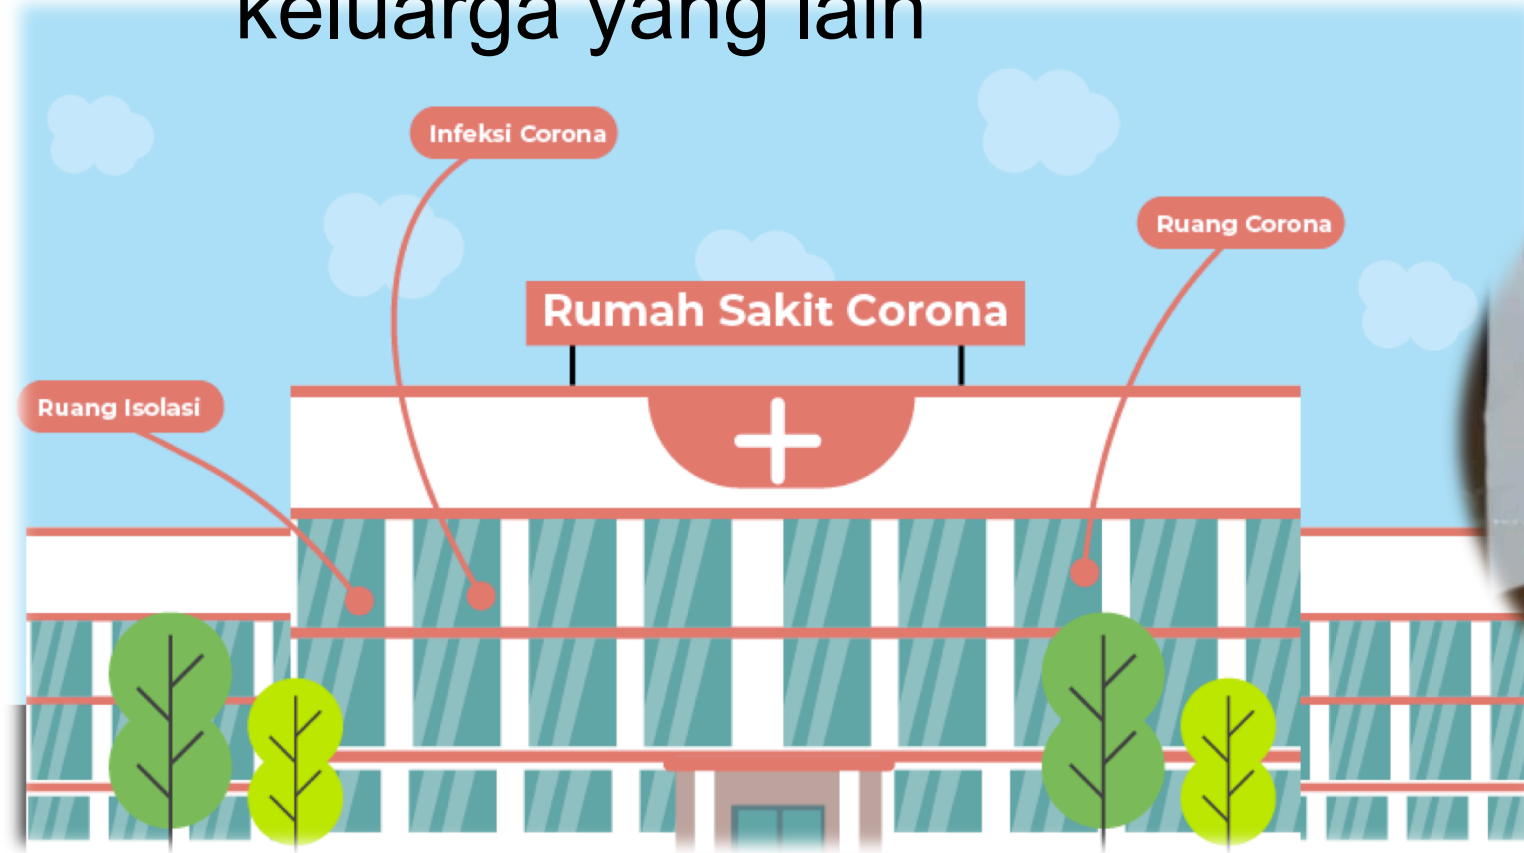 keluarga yang lain
Infeksi Corona
Ruang Corona
Rumah Sakit Corona
Ruang Isolasi